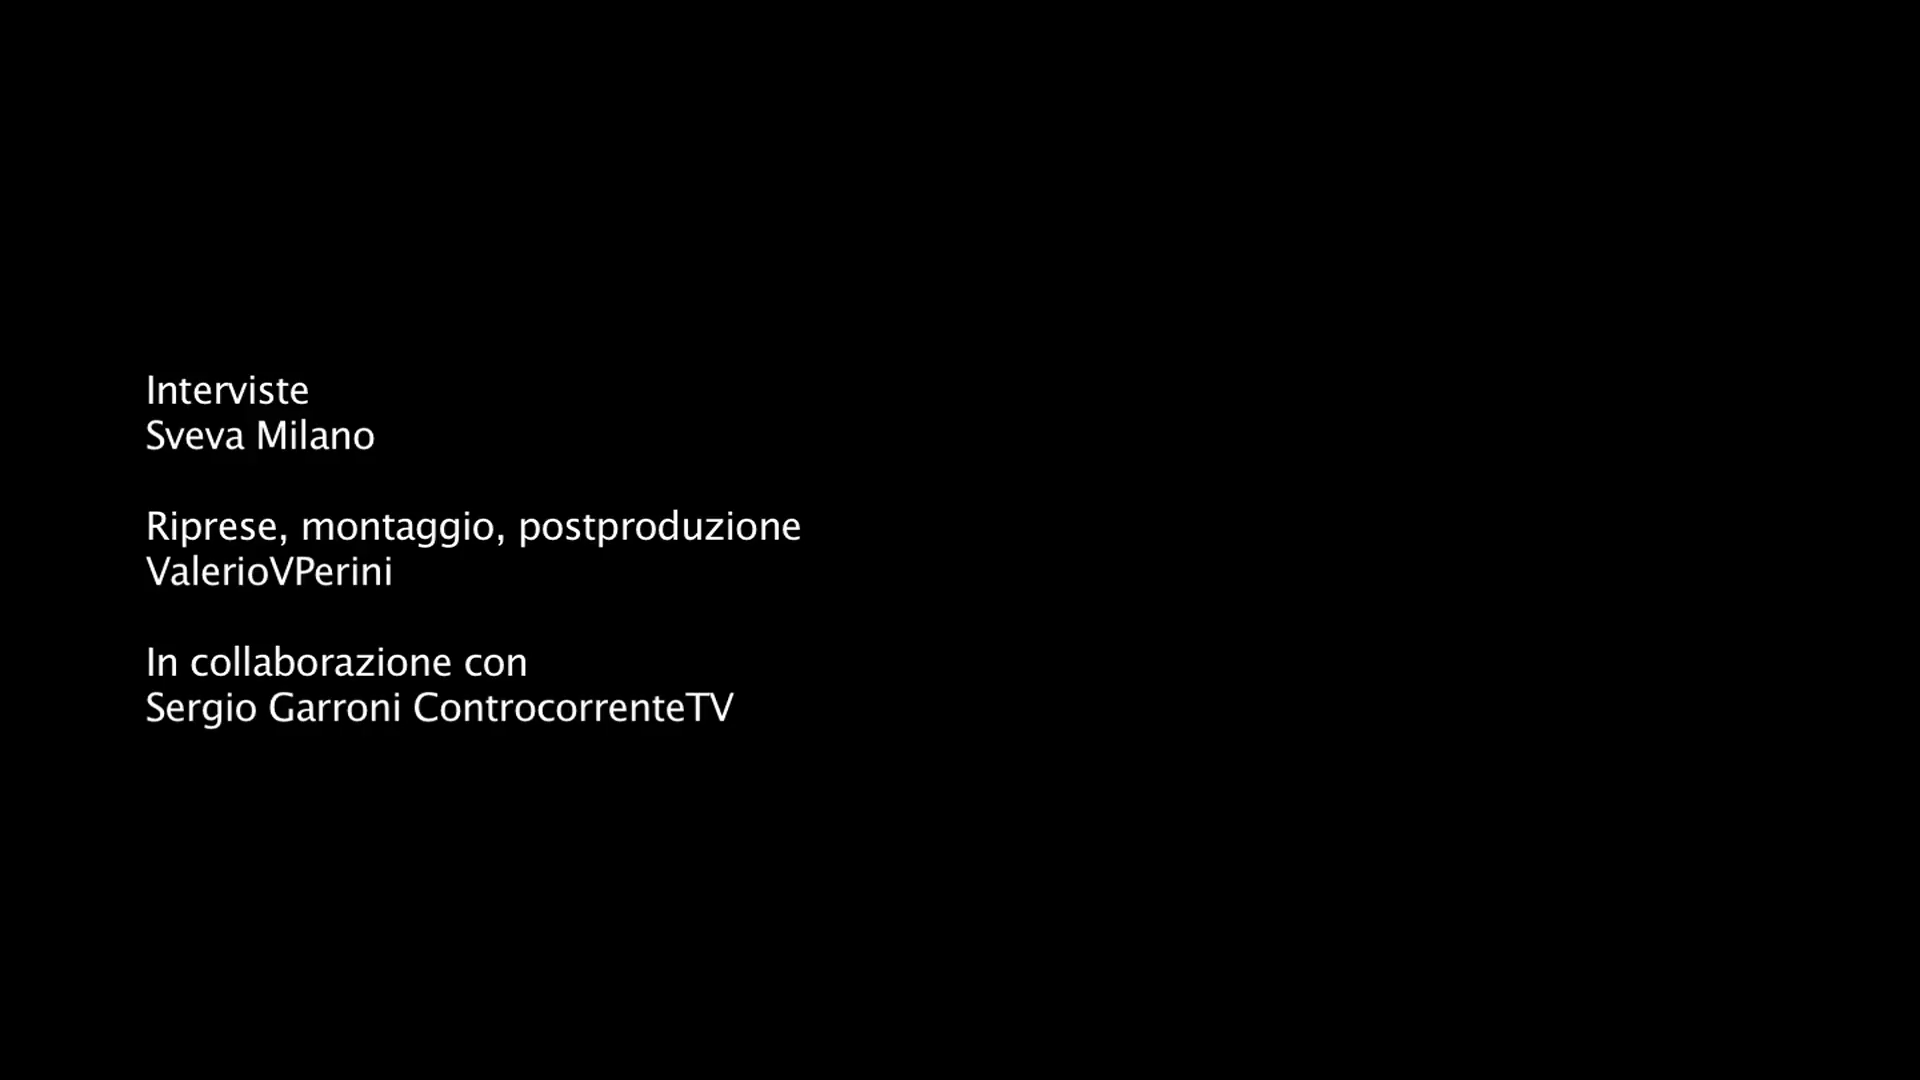 Interviste
Sveva Milano
Riprese, montaggio, postproduzione
ValerioVPerini
In collaborazione con
Sergio Garroni ControcorrenteTV